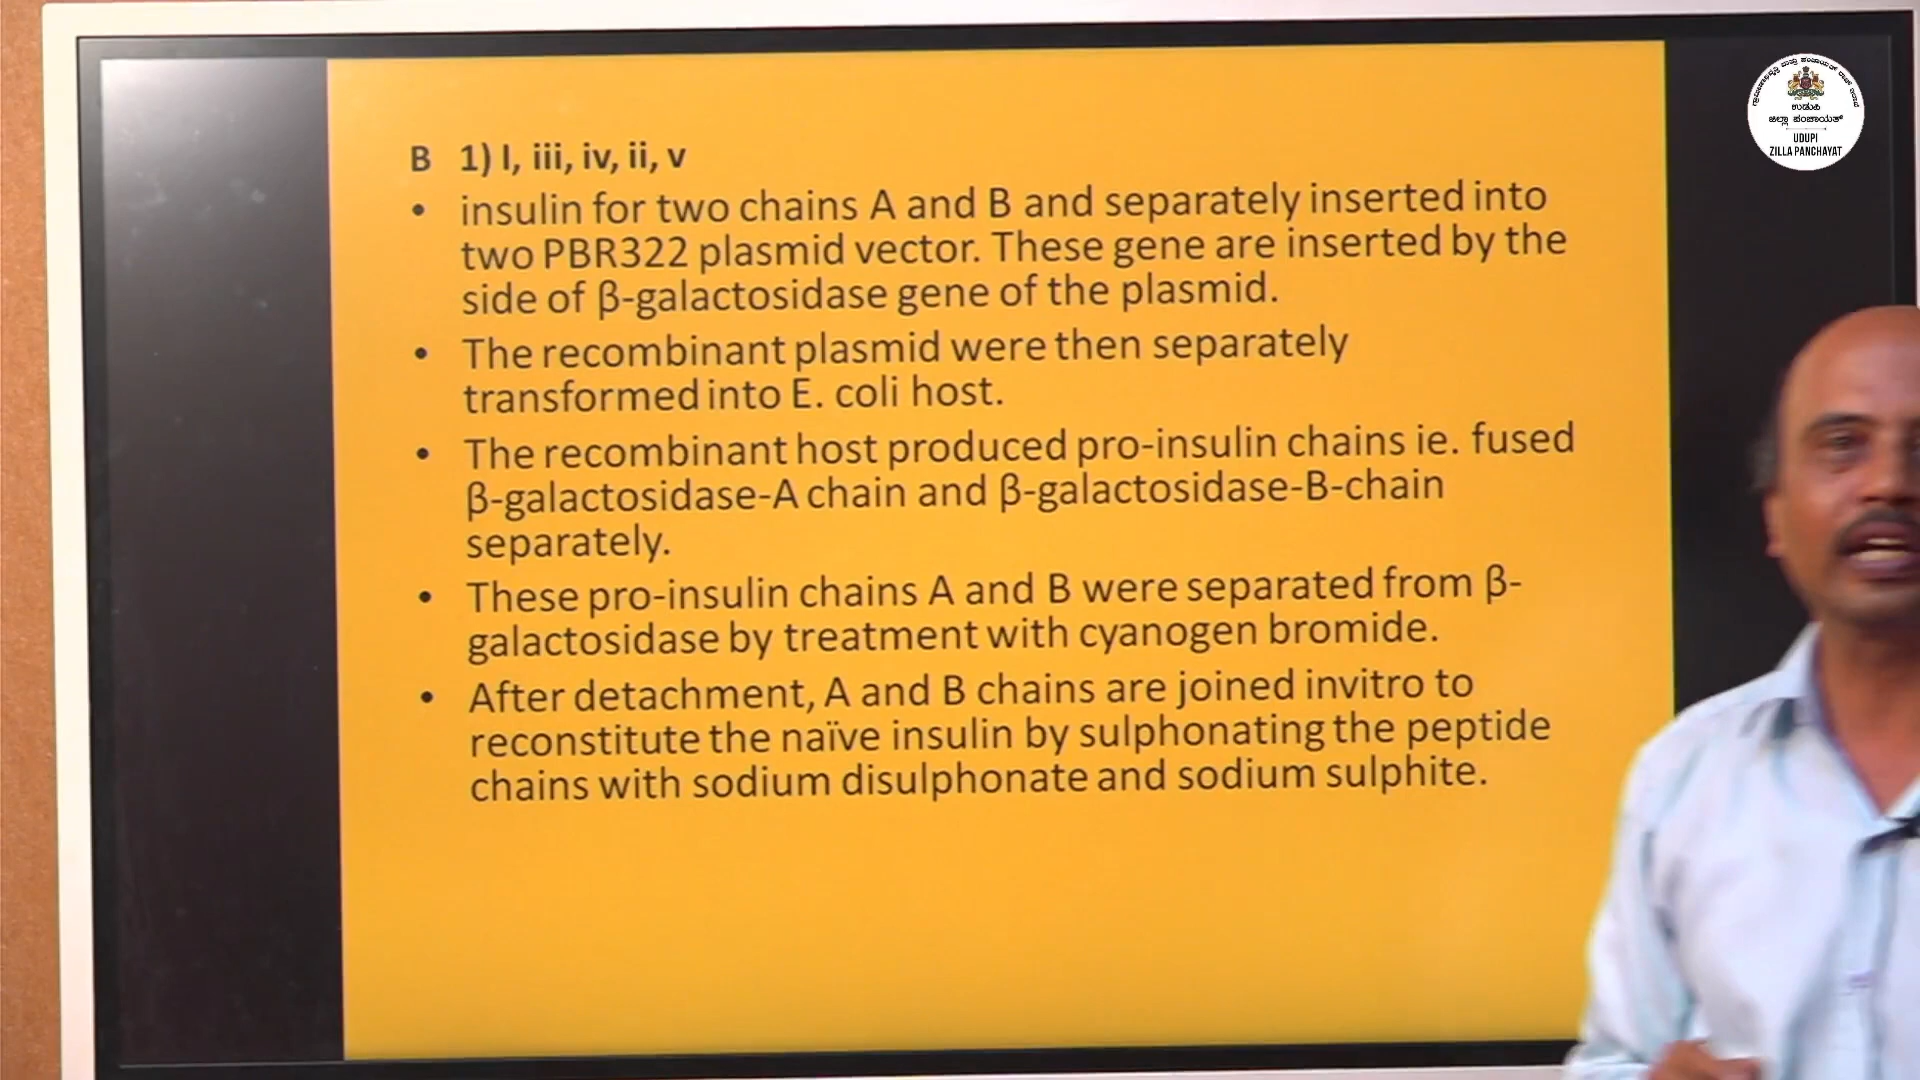 B 1) I, iii, iv, ii, v
• insulin for two chains A and B and separately inserted into
two PBR322 plasmid vector. These gene are inserted by the
side of β-galactosidase gene of the plasmid.
• The recombinant plasmid were then separately
transformed into E. coli host.
• The recombinant host produced pro-insulin chains ie. fused
β-galactosidase-A chain and β-galactosidase-B-chain
separately.
• These pro-insulin chains A and B were separated from β-
galactosidase by treatment with cyanogen bromide.
• After detachment, A and B chains are joined invitro to
reconstitute the naïve insulin by sulphonating the peptide
chains with sodium disulphonate and sodium sulphite.
ಉಡುಪಿ
ಜಿಲ್ಲಾ ಪಂಚಾಯತ್
UDUPI
ZILLA PANCHAYAT